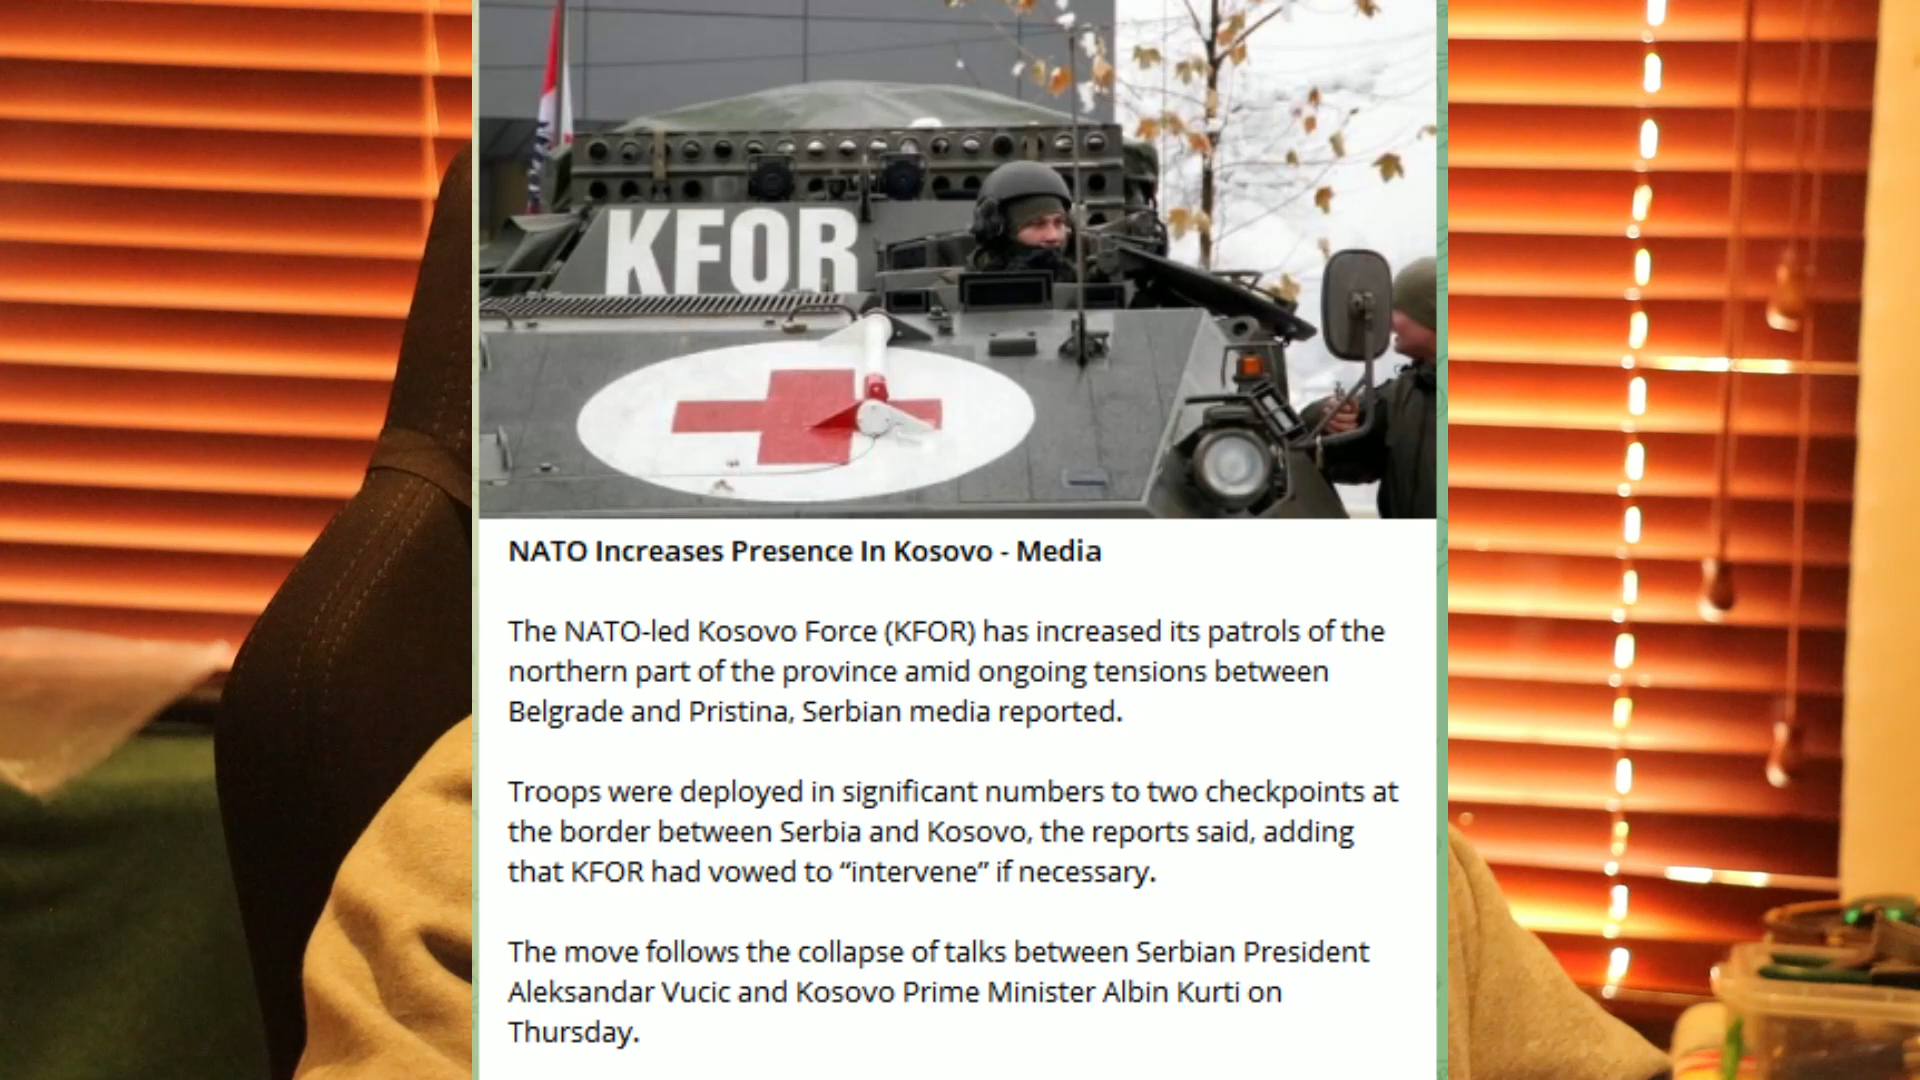 KFOR
NATO Increases Presence In Kosovo - Media
The NATO-led Kosovo Force (KFOR) has increased its patrols of the
northern part of the province amid ongoing tensions between
Belgrade and Pristina, Serbian media reported.
Troops were deployed in significant numbers to two checkpoints at
the border between Serbia and Kosovo, the reports said, adding
that KFOR had vowed to “intervene” if necessary.
The move follows the collapse of talks between Serbian President
Aleksandar Vucic and Kosovo Prime Minister Albin Kurti on
Thursday.